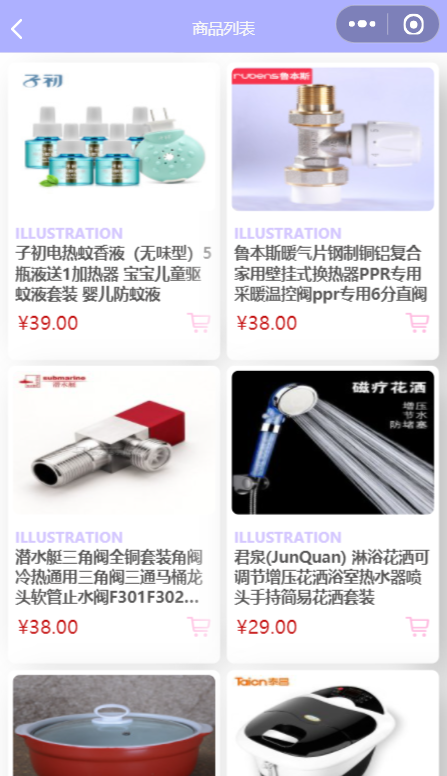 商品列表
子初
ILLUSTRATION
子初电热蚊香液（无味型）5
瓶液送1加热器 宝宝儿童驱
蚊液套装 婴儿防蚊液
¥39.00
rubens鲁本斯
ILLUSTRATION
鲁本斯暖气片钢制铜铝复合
家用壁挂式换热器PPR专用
采暖温控阀ppr专用6分直阀
¥38.00
submarine
潜水艇
ILLUSTRATION
潜水艇三角阀全铜套装角阀
冷热通用三角阀三通马桶龙
头软管止水阀F301F302...
¥38.00
磁疗花洒
增压
节水
防堵塞
ILLUSTRATION
君泉(JunQuan) 淋浴花洒可
调节增压花洒浴室热水器喷
头手持简易花洒套装
¥29.00
Taicn泰昌